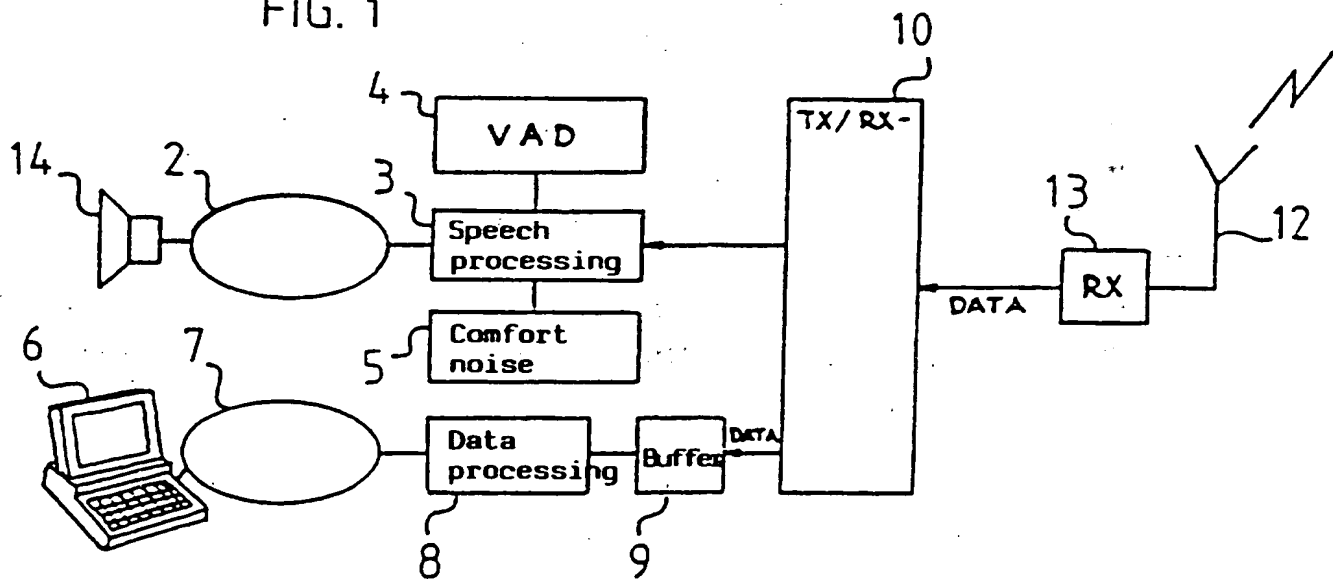 FIG. 1
10
4
VAD
TX/RX-
14
2
3
13
Speech
processing
12
RX
DATA
Comfort
noise
5
6
7
Data
processing
Buffer
DATA
8
9